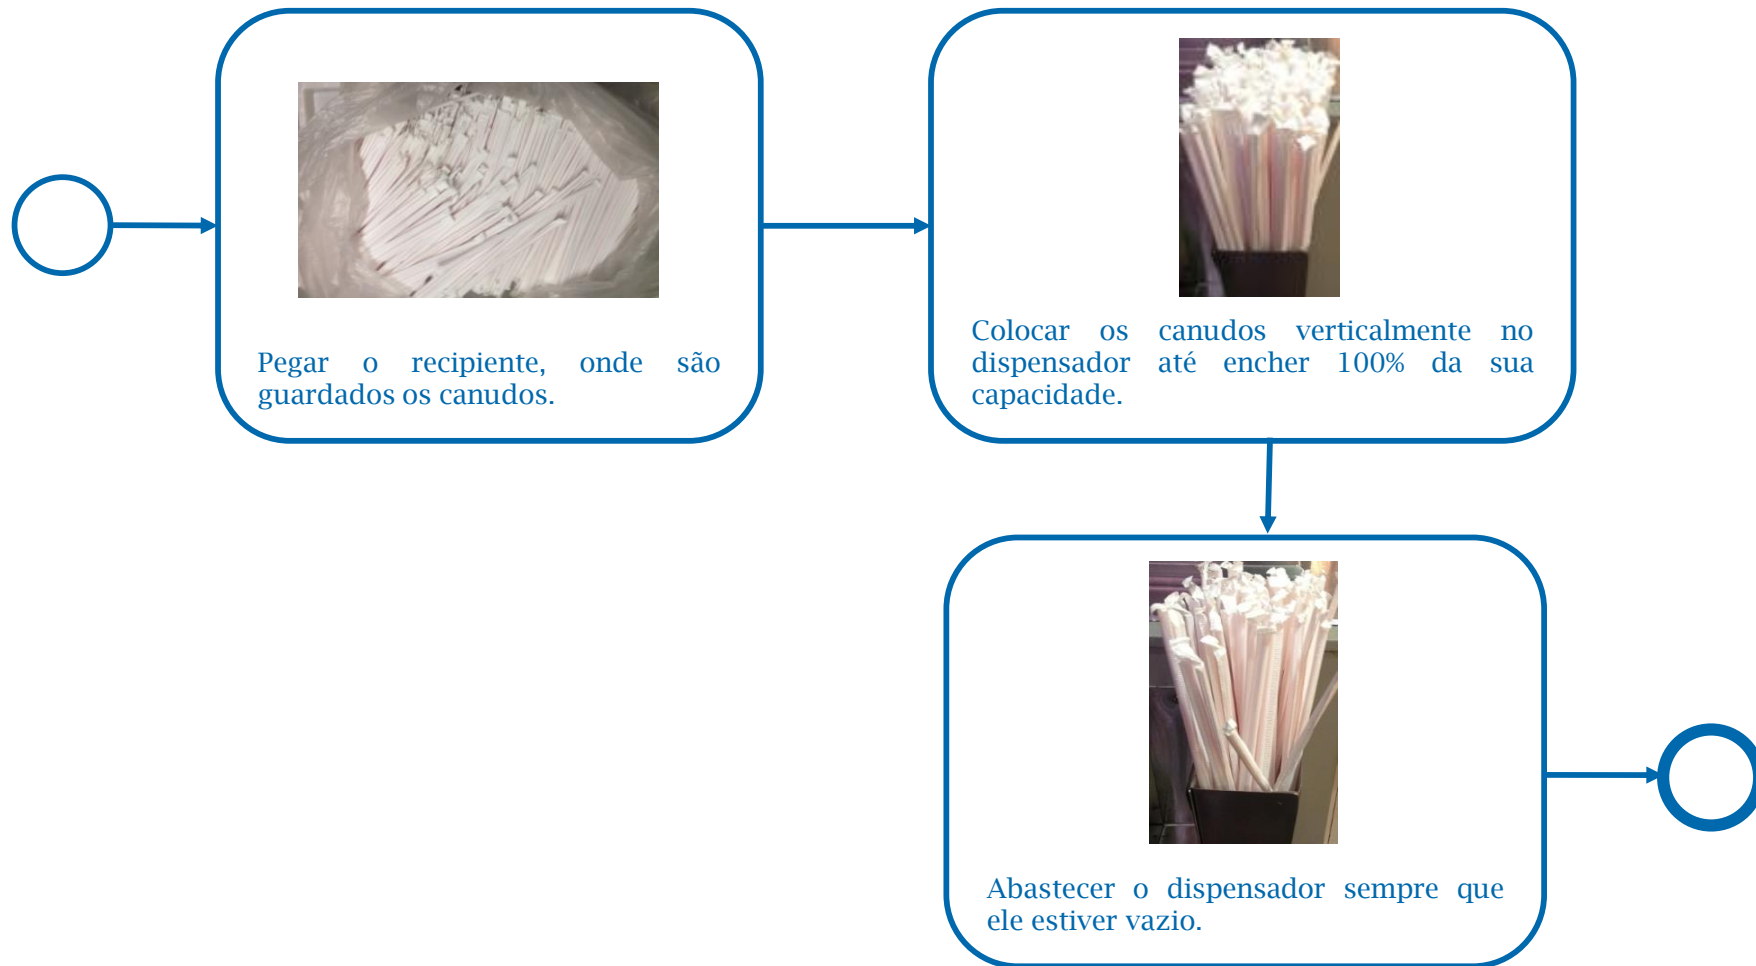 Pegar o recipiente, onde são
guardados os canudos.
Colocar os canudos verticalmente no
dispensador até encher 100% da sua
capacidade.
Abastecer o dispensador sempre que
ele estiver vazio.